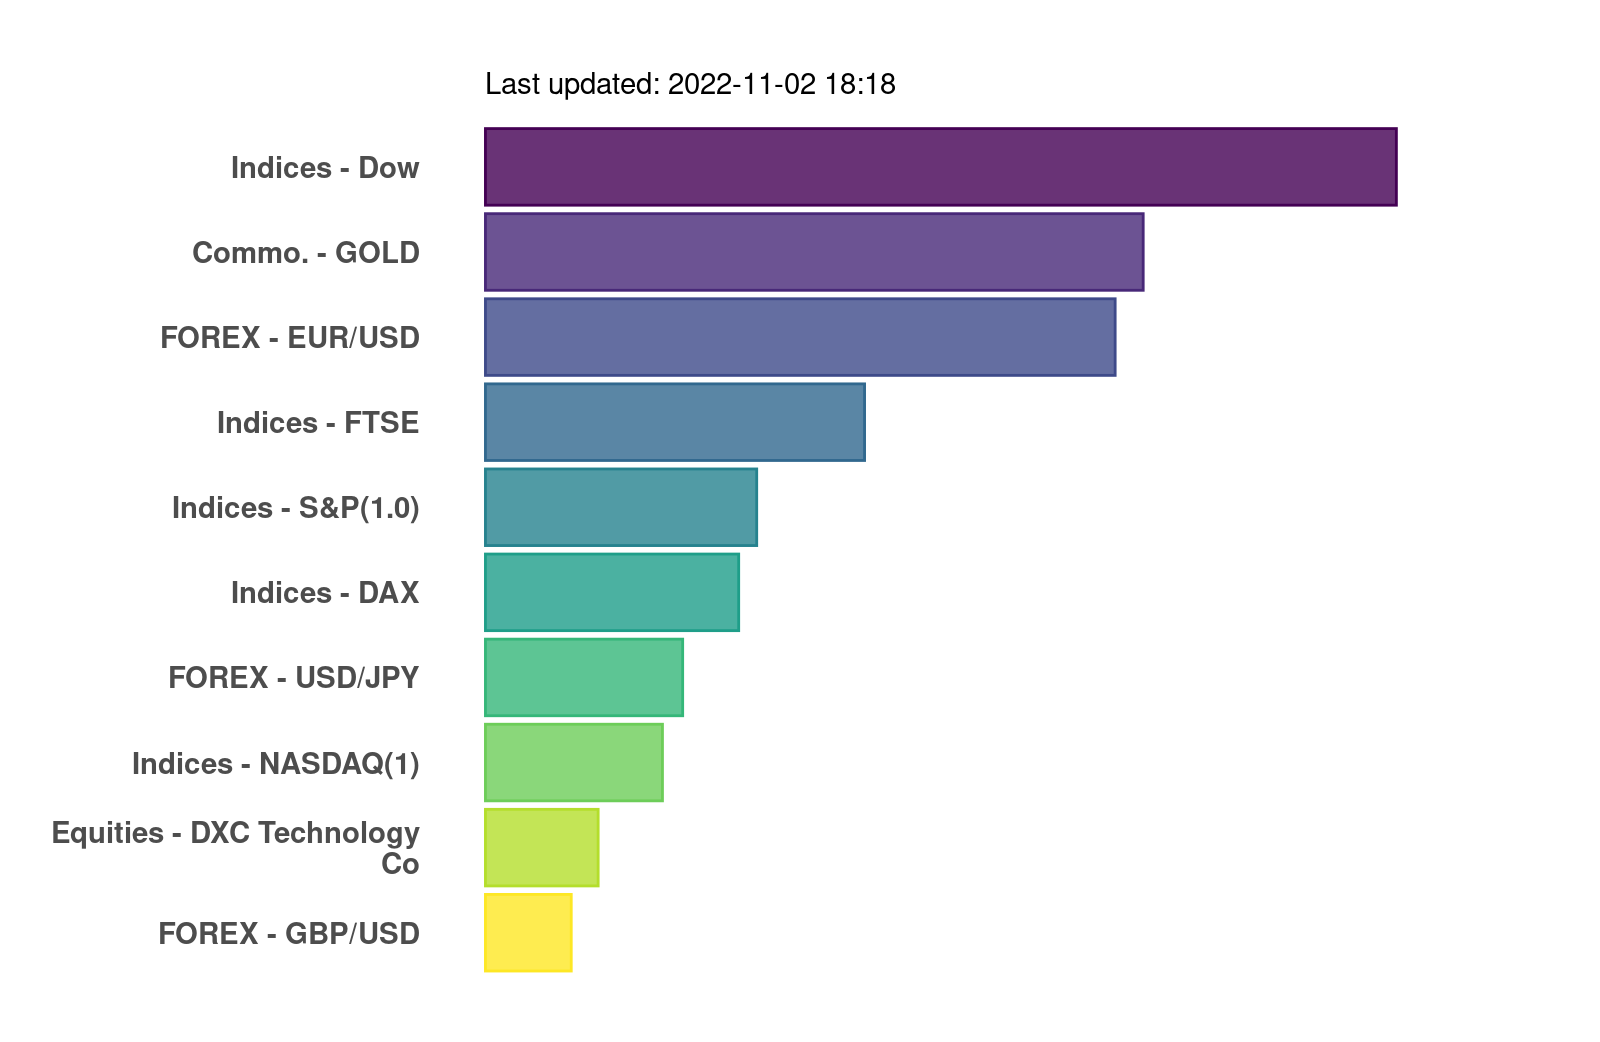 Last updated: 2022-11-02 18:18
Indices - Dow
Commo. - GOLD
FOREX - EUR/USD
Indices - FTSE
Indices - S&P(1.0)
Indices - DAX
FOREX - USD/JPY
Indices - NASDAQ(1)
Equities - DXC Technology
Co
FOREX - GBP/USD